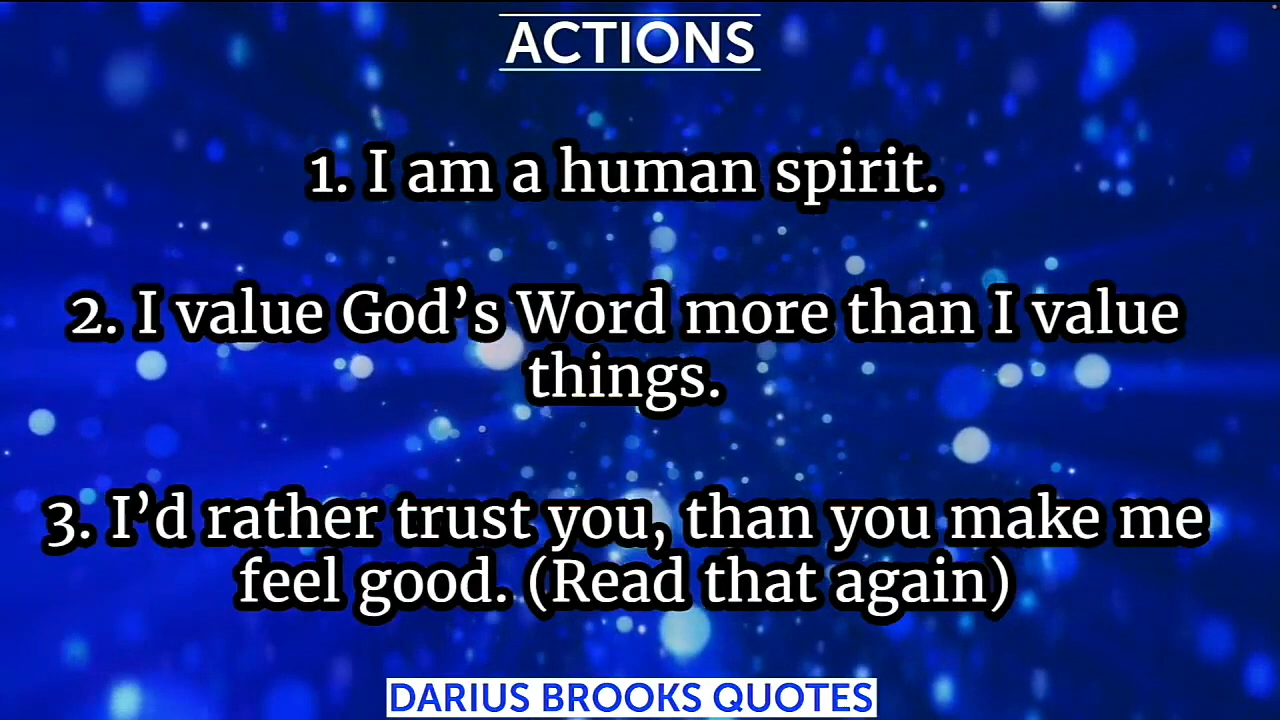 ACTIONS
1. I am a human spirit.
2. I value God’s Word more than I value
things.
3. I’d rather trust you, than you make me
feel good. (Read that again)
DARIUS BROOKS QUOTES